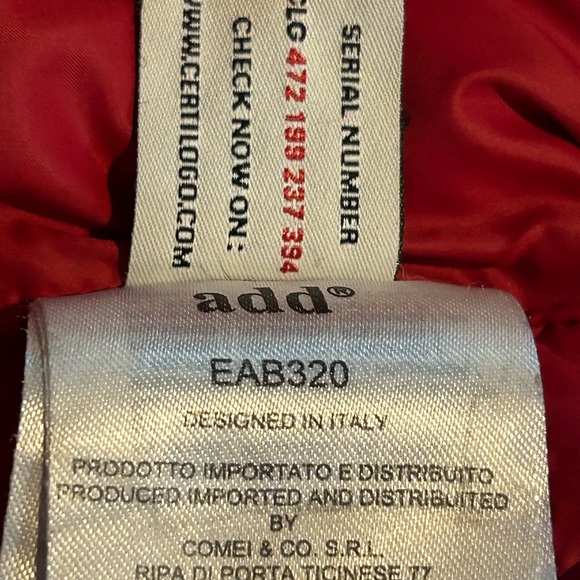 SERIAL NUMBER
CLG 472 199 237 394
CHECK NOW ON:
WWW.CERTILOGO.COM
add®
EAB320
DESIGNED IN ITALY
PRODOTTO IMPORTATO E DISTRIBUITO
PRODUCED IMPORTED AND DISTRIBUITED
BY
COMEI & CO. S.R.L.
RIPA DI PORTA TICINESE 77